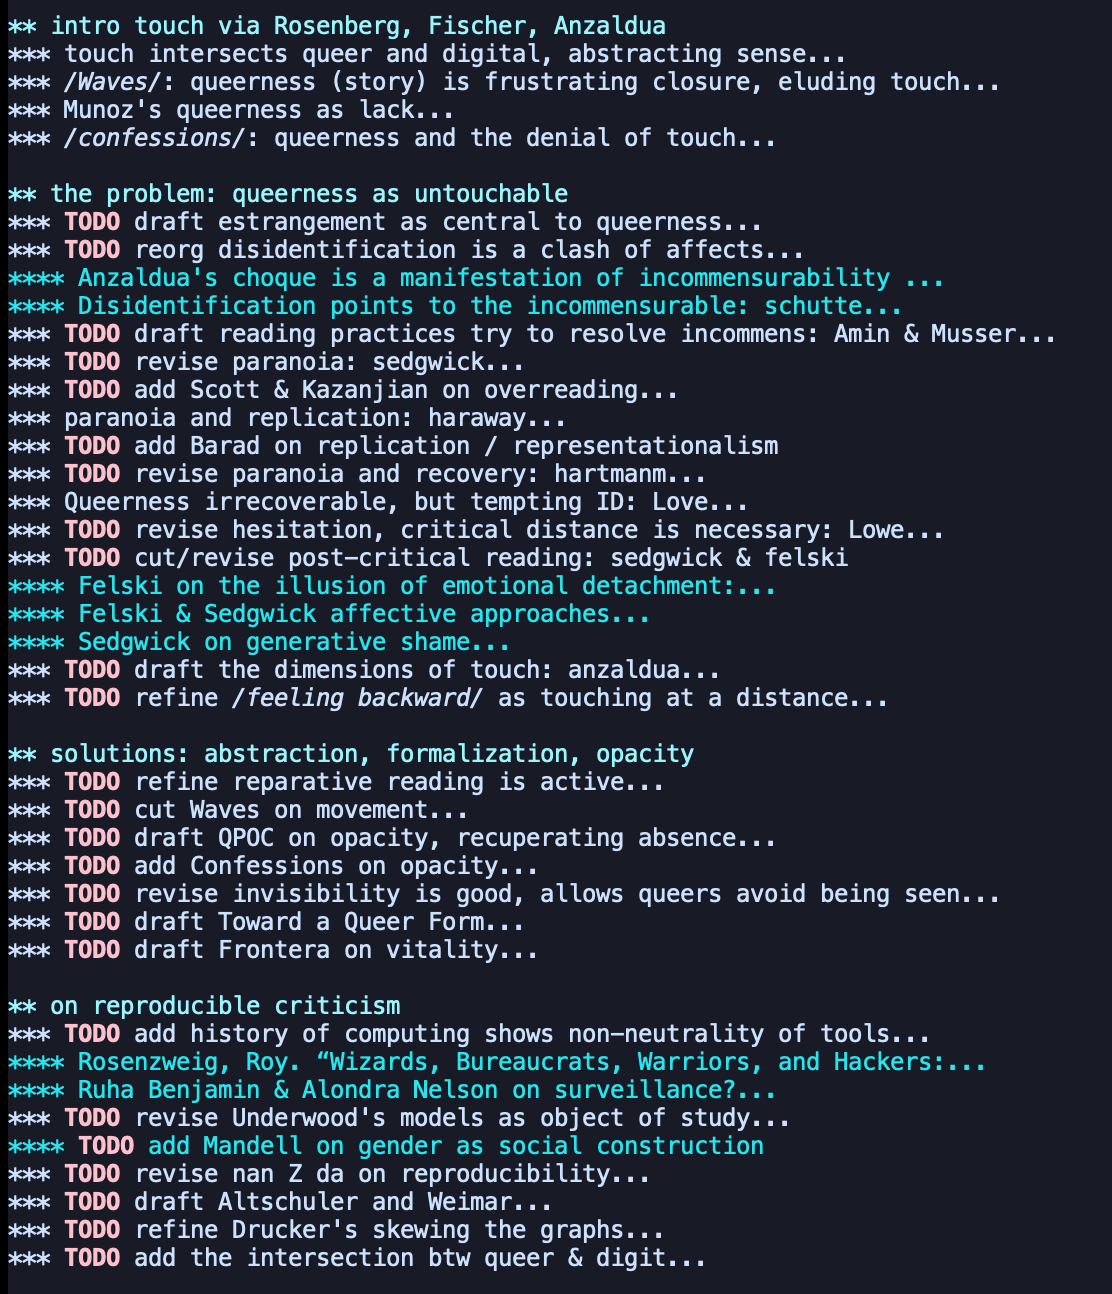 ** intro touch via Rosenberg, Fischer, Anzaldua
*** touch intersects queer and digital, abstracting sense...
*** /Waves/: queerness (story) is frustrating closure, eluding touch...
*** Munoz's queerness as lack...
*** /confessions/: queerness and the denial of touch...
** the problem: queerness as untouchable
*** TODO draft estrangement as central to queerness...
*** TODO reorg disidentification is a clash of affects...
**** Anzaldua's choque is a manifestation of incommensurability ...
**** Disidentification points to the incommensurable: schutte...
*** TODO draft reading practices try to resolve incommens: Amin & Musser...
*** TODO revise paranoia: sedgwick...
*** TODO add Scott & Kazanjian on overreading...
*** paranoia and replication: haraway...
*** TODO add Barad on replication / representationalism
*** TODO revise paranoia and recovery: hartmanm...
*** Queerness irrecoverable, but tempting ID: Love...
*** TODO revise hesitation, critical distance is necessary: Lowe...
*** TODO cut/revise post-critical reading: sedgwick & felski
**** Felski on the illusion of emotional detachment:...
**** Felski & Sedgwick affective approaches...
**** Sedgwick on generative shame...
*** TODO draft the dimensions of touch: anzaldua...
*** TODO refine /feeling backward/ as touching at a distance...
** solutions: abstraction, formalization, opacity
*** TODO refine reparative reading is active...
*** TODO cut Waves on movement...
*** TODO draft QPOC on opacity, recuperating absence...
*** TODO add Confessions on opacity...
*** TODO revise invisibility is good, allows queers avoid being seen...
*** TODO draft Toward a Queer Form...
*** TODO draft Frontera on vitality...
** on reproducible criticism
*** TODO add history of computing shows non-neutrality of tools...
**** Rosenzweig, Roy. “Wizards, Bureaucrats, Warriors, and Hackers:...
**** Ruha Benjamin & Alondra Nelson on surveillance?...
*** TODO revise Underwood's models as object of study...
**** TODO add Mandell on gender as social construction
*** TODO revise nan Z da on reproducibility...
*** TODO draft Altschuler and Weimar...
*** TODO refine Drucker's skewing the graphs...
*** TODO add the intersection btw queer & digit...